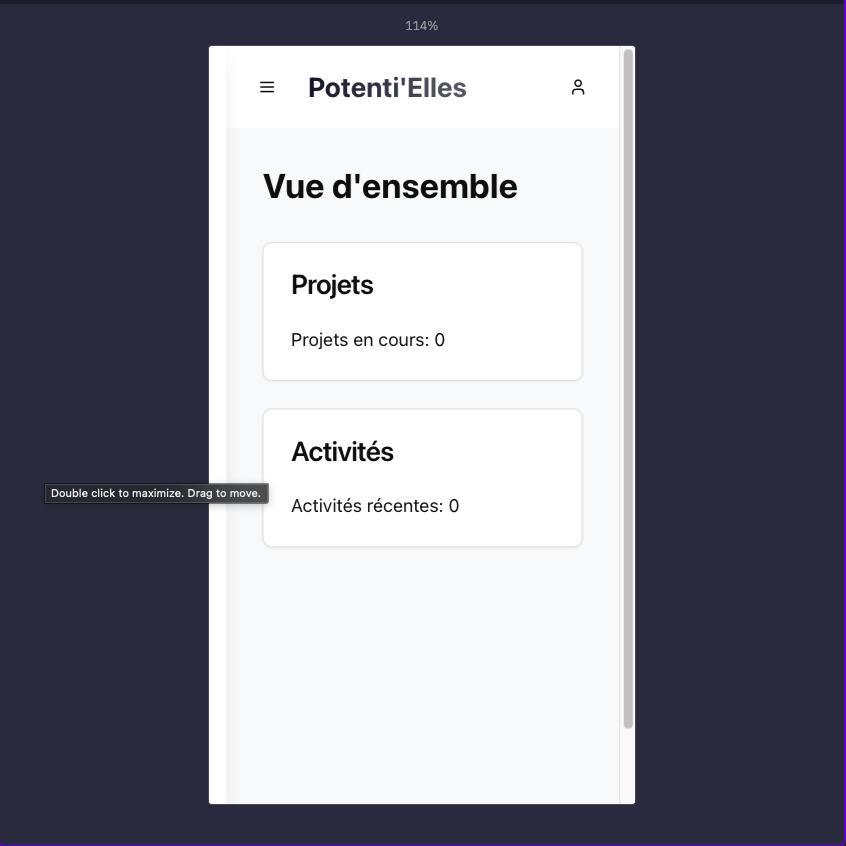 114%
Potenti'Elles
Vue d'ensemble
Projets
Projets en cours: 0
Activités
Double click to maximize. Drag to move.
Activités récentes: 0